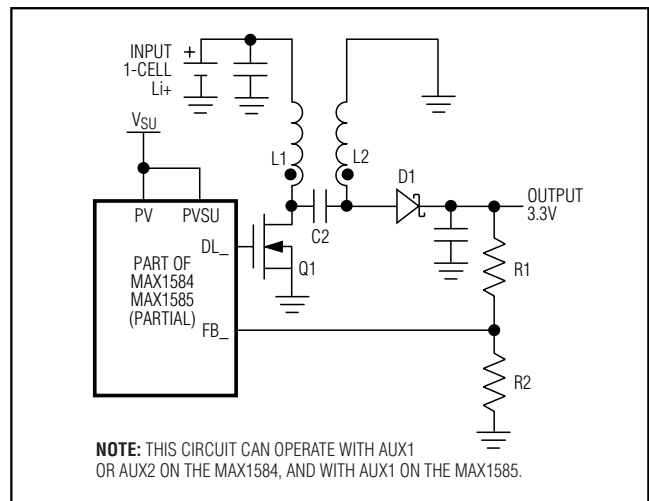 INPUT
1-CELL
Li+
+
VSU
L1
L2
D1
OUTPUT
3.3V
PV
PVSU
C2
DL_
Q1
R1
PART OF
MAX1584
MAX1585
(PARTIAL)
FB_
R2
NOTE: THIS CIRCUIT CAN OPERATE WITH AUX1
OR AUX2 ON THE MAX1584, AND WITH AUX1 ON THE MAX1585.